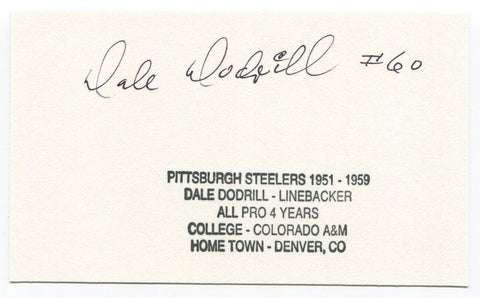 Dale Dodrill #60
PITTSBURGH STEELERS 1951 - 1959
DALE DODRILL - LINEBACKER
ALL PRO 4 YEARS
COLLEGE - COLORADO A&M
HOME TOWN - DENVER, CO